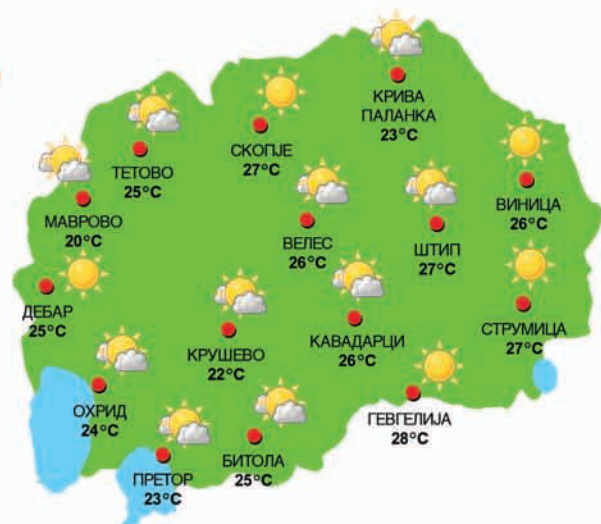 КРИВА
ПАЛАНКА
23°C
СКОПЈЕ
27°C
ТЕТОВО
25°C
ВИНИЦА
26°C
МАВРОВО
20°C
ВЕЛЕС
26°C
ШТИП
27°C
ДЕБАР
25°C
СТРУМИЦА
27°C
КРУШЕВО
22°C
КАВАДАРЦИ
26°C
ОХРИД
24°C
ГЕВГЕЛИЈА
28°C
БИТОЛА
25°C
ПРЕТОР
23°C